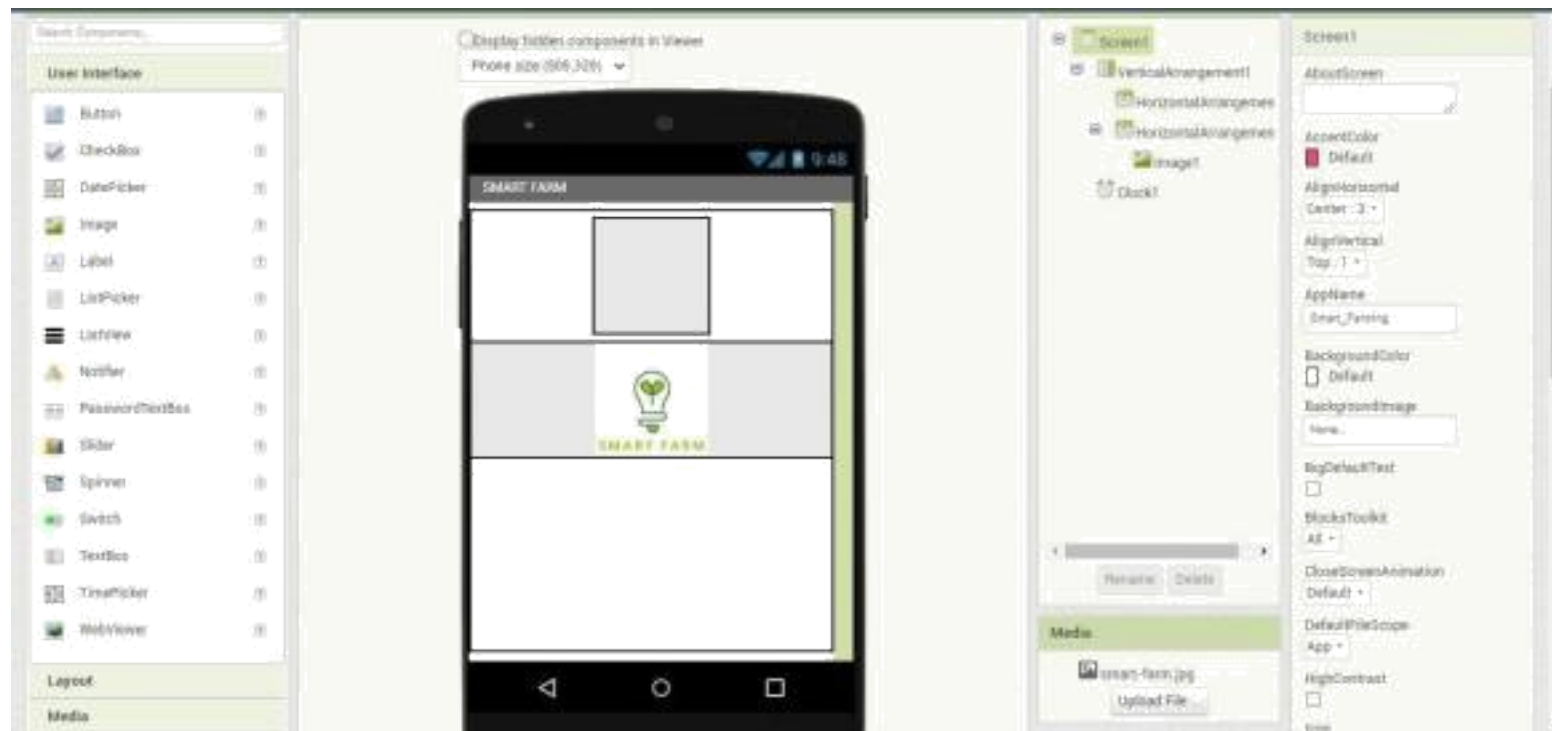 Search Components...
User Interface
Button
CheckBox
DatePicker
Image
Label
ListPicker
ListView
Notifier
PasswordTextBox
Slider
Spinner
Switch
TextBox
TimePicker
WebViewer
Layout
Media
Display hidden components in Viewer
Phone size (505,320)
9:48
SMART FARM
SMART FARM
Screen1
VerticalArrangement1
HorizontalArrangemen
HorizontalArrangemen
Image1
Clock1
Rename
Delete
Media
smart-farm.jpg
Upload File ...
Screen1
AboutScreen
AccentColor
Default
AlignHorizontal
Center : 3
AlignVertical
Top : 1
AppName
Smart_Farming
BackgroundColor
Default
BackgroundImage
None...
BigDefaultText
BlocksToolkit
All
CloseScreenAnimation
Default
DefaultFileScope
App
HighContrast